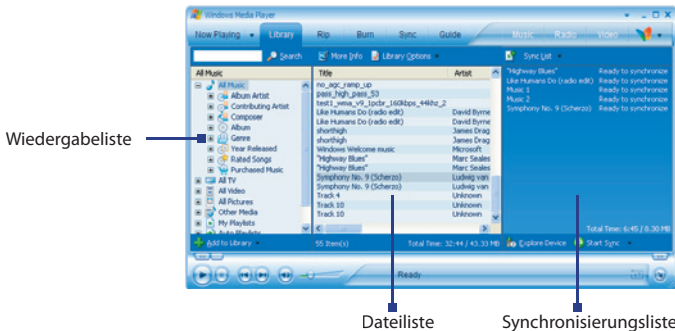 Windows Media Player
Now Playing Library Rip Burn Sync Guide Music Radio Video
Search More Info Library Options Sync List
All Music
All Music
Album Artist
Contributing Artist
Composer
Album
Genre
Year Released
Rated Songs
Purchased Music
All TV
All Video
All Pictures
Other Media
My Playlists
Auto Playlists
Title Artist
no_agc_ramp_up
pass_high_pass_53
test1_wma_v9_1pcbr_160kbps_44khz_2
Like Humans Do (radio edit) David Byrne
Like Humans Do (radio edit) David Byrne
shorthigh James Drag
shorthigh James Drag
Windows Welcome music Microsoft
"Highway Blues" Marc Seales
"Highway Blues" Marc Seales
Symphony No. 9 (Scherzo) Ludwig van
Symphony No. 9 (Scherzo) Ludwig van
Track 4 Unknown
Track 10 Unknown
Track 10 Unknown
"Highway Blues" Ready to synchronize
Like Humans Do (radio edit) Ready to synchronize
Music 1 Ready to synchronize
Music 2 Ready to synchronize
Symphony No. 9 (Scherzo) Ready to synchronize
Total Time: 6:45 / 8.30 MB
Add to Library 55 Item(s) Total Time: 32:44 / 43.33 MB Explore Device Start Sync
Ready
Wiedergabeliste
Dateiliste
Synchronisierungsliste